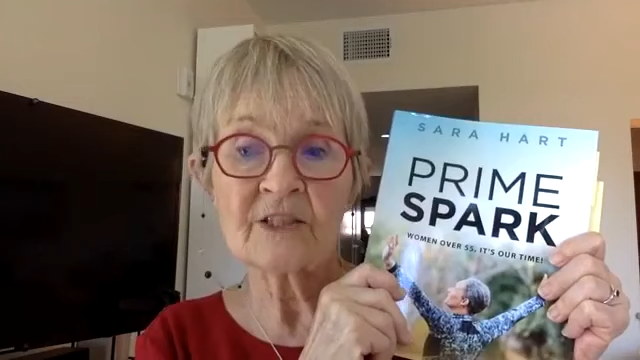 SARA HART
PRIME
SPARK
WOMEN OVER 55, IT'S OUR TIME!